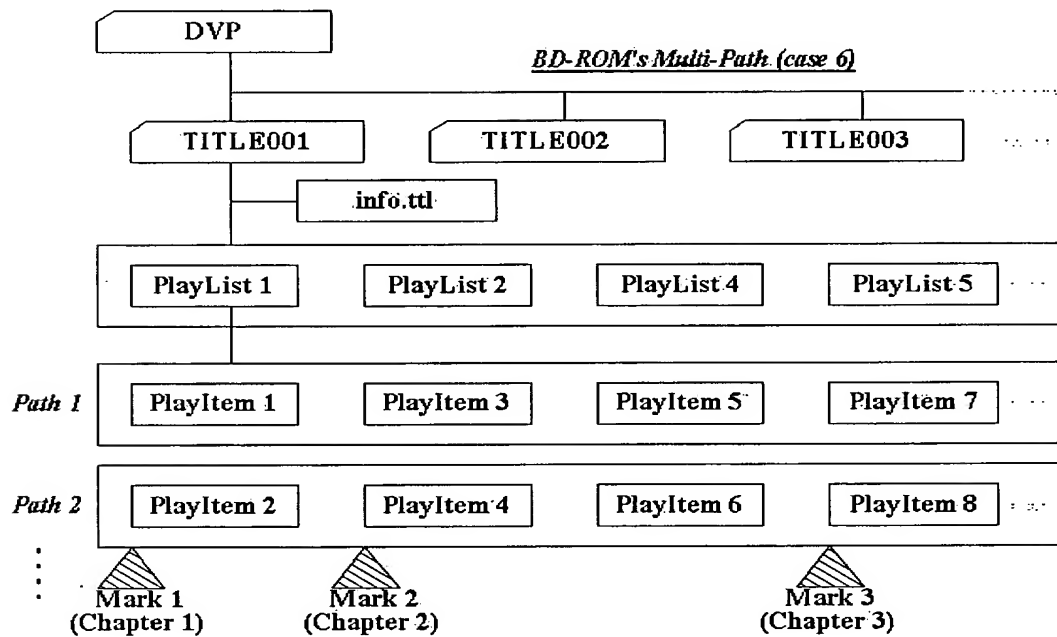 DVP
BD-ROM's Multi-Path (case 6)
TITLE001
TITLE002
TITLE003
info.ttl
PlayList 1
PlayList 2
PlayList 4
PlayList 5
Path 1
PlayItem 1
PlayItem 3
PlayItem 5
PlayItem 7
Path 2
PlayItem 2
PlayItem 4
PlayItem 6
PlayItem 8
Mark 1
(Chapter 1)
Mark 2
(Chapter 2)
Mark 3
(Chapter 3)